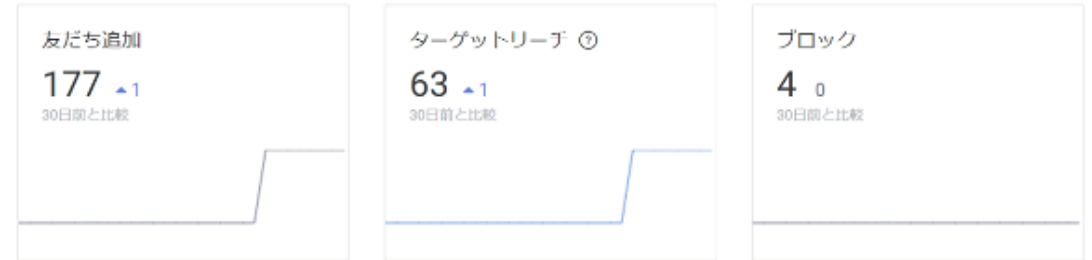 友だち追加
177 ▲1
30日前と比較
ターゲットリーチ ?
63 ▲1
30日前と比較
ブロック
4 0
30日前と比較